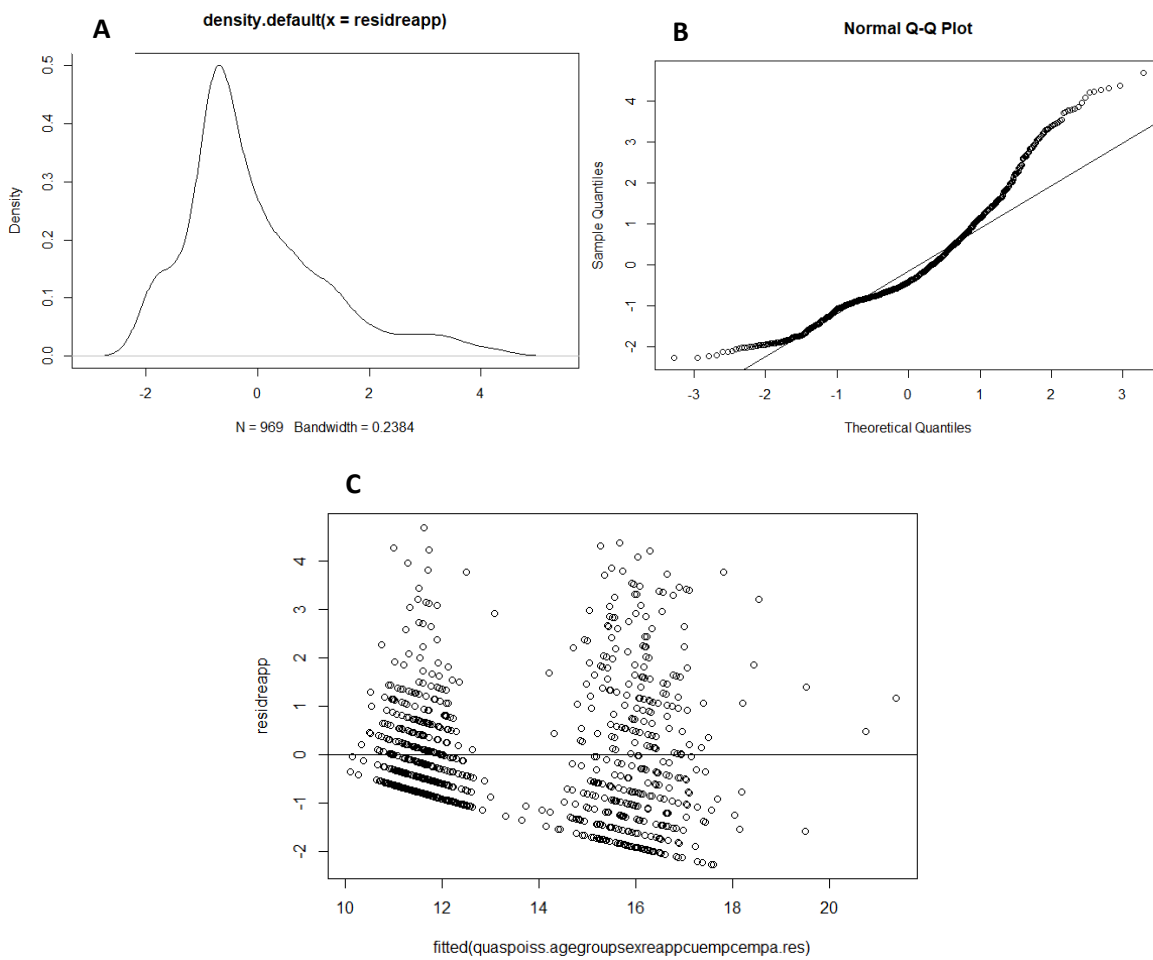 A
density.default(x = residreapp)
Density
0.0 0.1 0.2 0.3 0.4 0.5
-2 0 2 4
N = 969 Bandwidth = 0.2384
B
Normal Q-Q Plot
Sample Quantiles
-2 -1 0 1 2 3 4
-3 -2 -1 0 1 2 3
Theoretical Quantiles
C
residreapp
-2 -1 0 1 2 3 4
10 12 14 16 18 20
fitted(quaspoiss.agegroupsexreappcuempcempa.res)